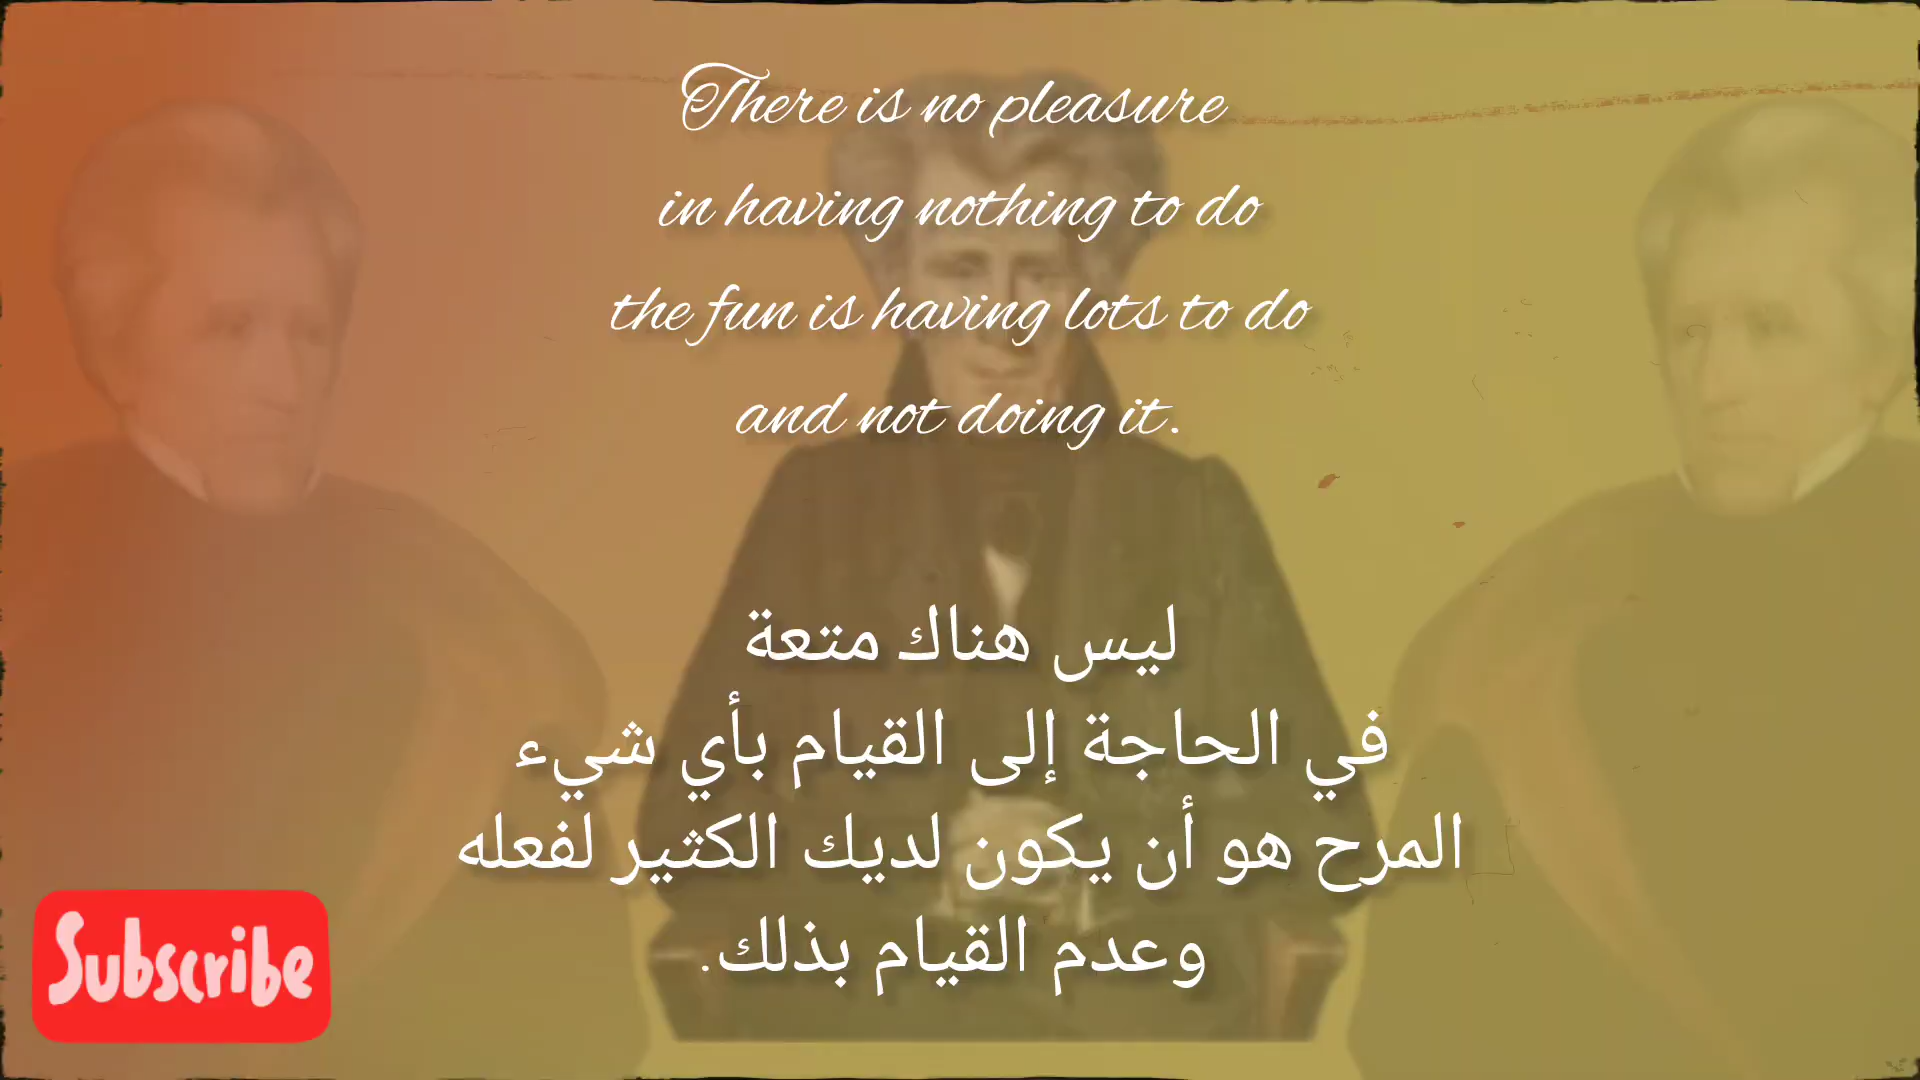 There is no pleasure
in having nothing to do
the fun is having lots to do
and not doing it.
ليس هناك متعة
في الحاجة إلى القيام بأي شيء
المرح هو أن يكون لديك الكثير لفعله
وعدم القيام بذلك.
Subscribe